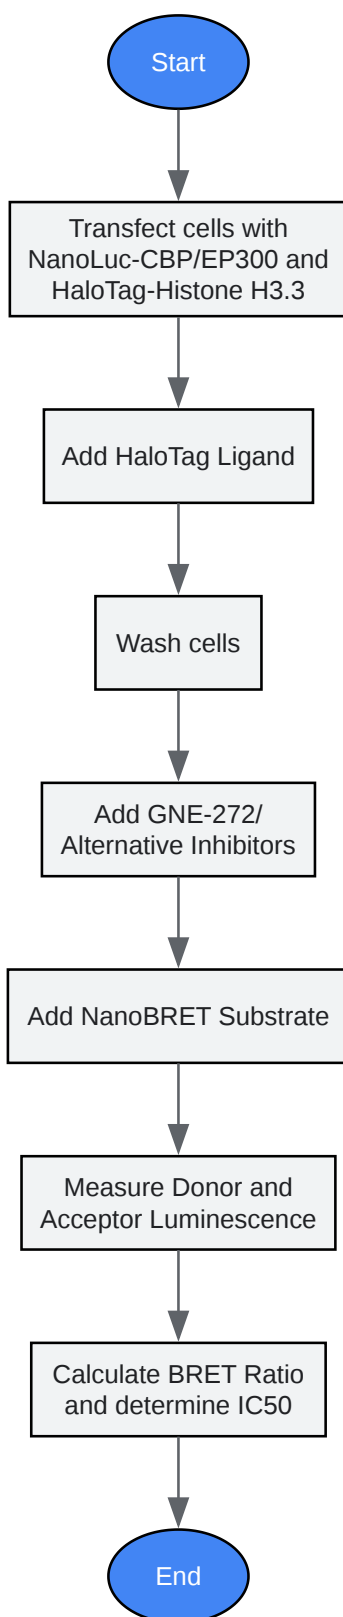 Start
Transfect cells with
NanoLuc-CBP/EP300 and
HaloTag-Histone H3.3
Add HaloTag Ligand
Wash cells
Add GNE-272/
Alternative Inhibitors
Add NanoBRET Substrate
Measure Donor and
Acceptor Luminescence
Calculate BRET Ratio
and determine IC50
End